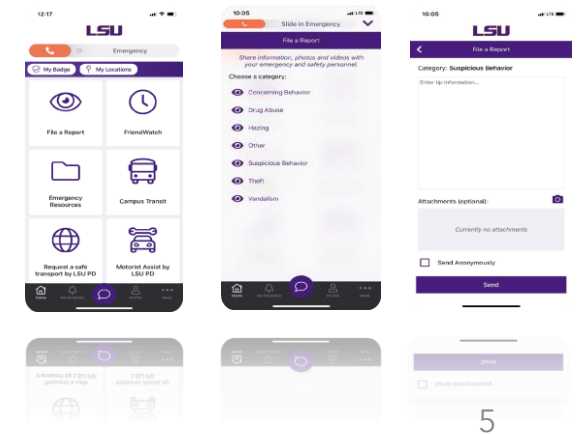 12:17
LSU
Emergency
My Badge
My Locations
File a Report
FriendWatch
Emergency
Resources
Campus Transit
Request a safe
transport by LSU PD
Motorist Assist by
LSU PD
10:05
LTE
Slide in Emergency
File a Report
Share information, photos and videos with
your emergency and safety personnel.
Choose a category:
Concerning Behavior
Drug Abuse
Hazing
Other
Suspicious Behavior
Theft
Vandalism
10:05
LTE
LSU
File a Report
Category: Suspicious Behavior
Enter tip information...
Attachments (optional):
Currently no attachments
Send Anonymously
Send
5